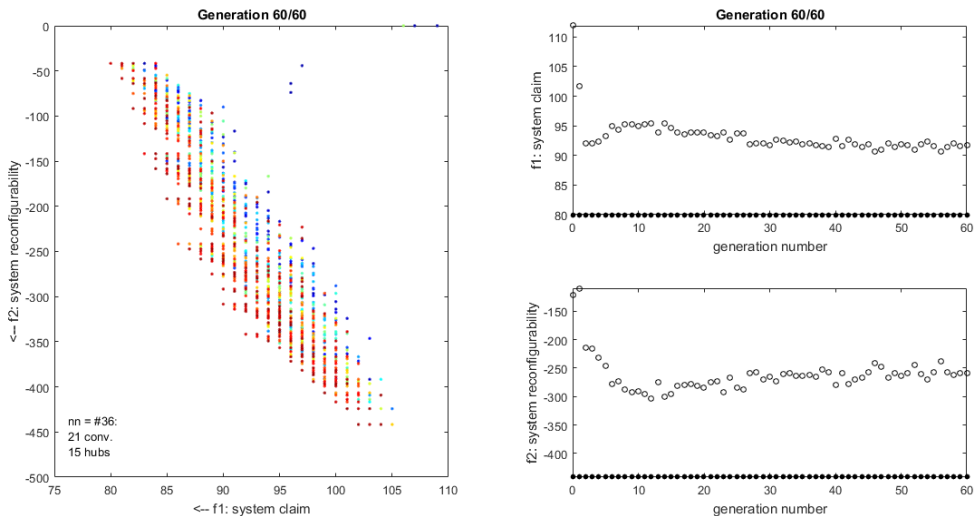 Generation 60/60
0
-50
-100
-150
-200
-250
-300
-350
-400
-450
-500
<-- f2: system reconfigurability
nn = #36:
21 conv.
15 hubs
75 80 85 90 95 100 105 110
<-- f1: system claim
Generation 60/60
110
105
100
95
90
85
80
f1: system claim
0 10 20 30 40 50 60
generation number
Generation 60/60
-150
-200
-250
-300
-350
-400
f2: system reconfigurability
0 10 20 30 40 50 60
generation number